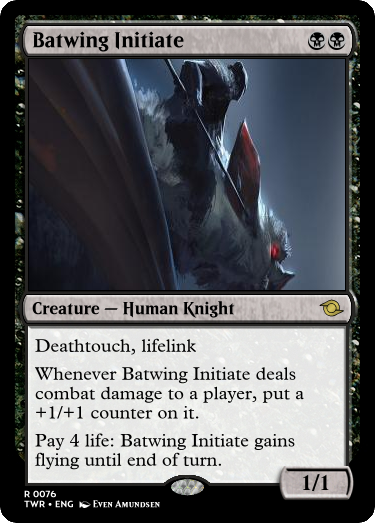 Batwing Initiate
Creature — Human Knight
Deathtouch, lifelink
Whenever Batwing Initiate deals
combat damage to a player, put a
+1/+1 counter on it.
Pay 4 life: Batwing Initiate gains
flying until end of turn.
1/1
R 0076
TWR • ENG Even Amundsen